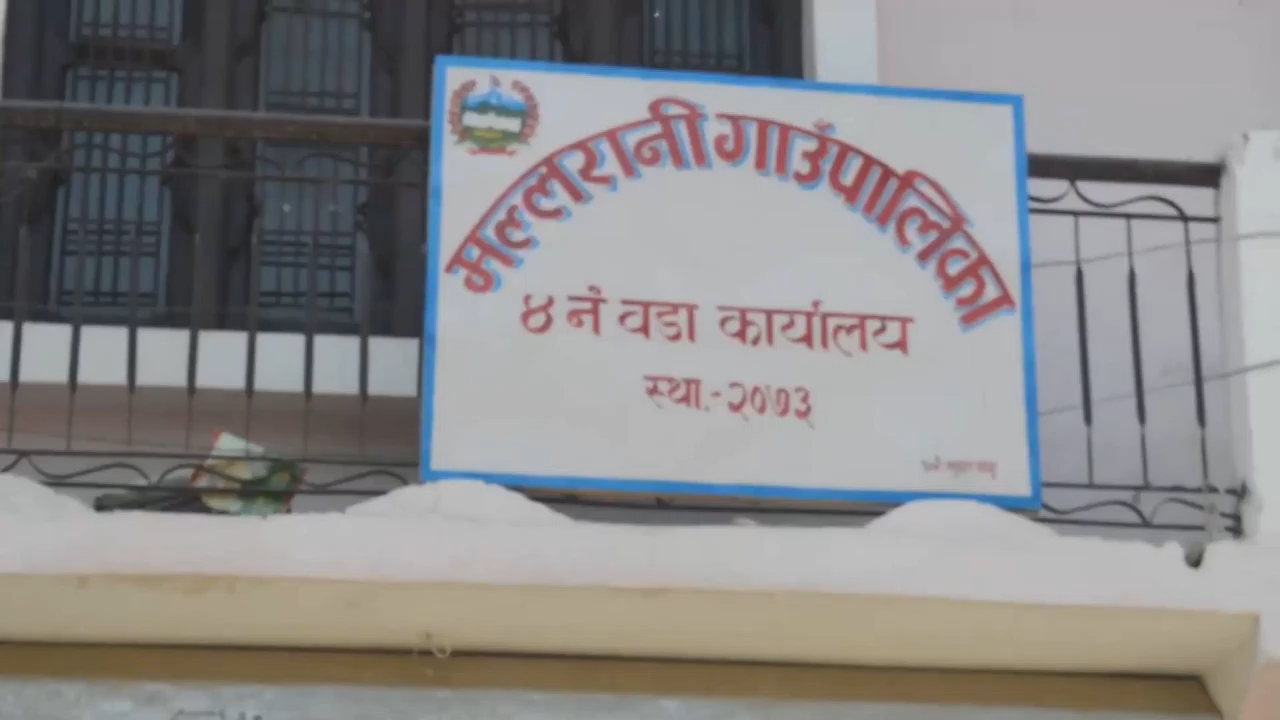 मल्लरानी गाउँपालिका
४ नं वडा कार्यालय
स्था.-२०७३